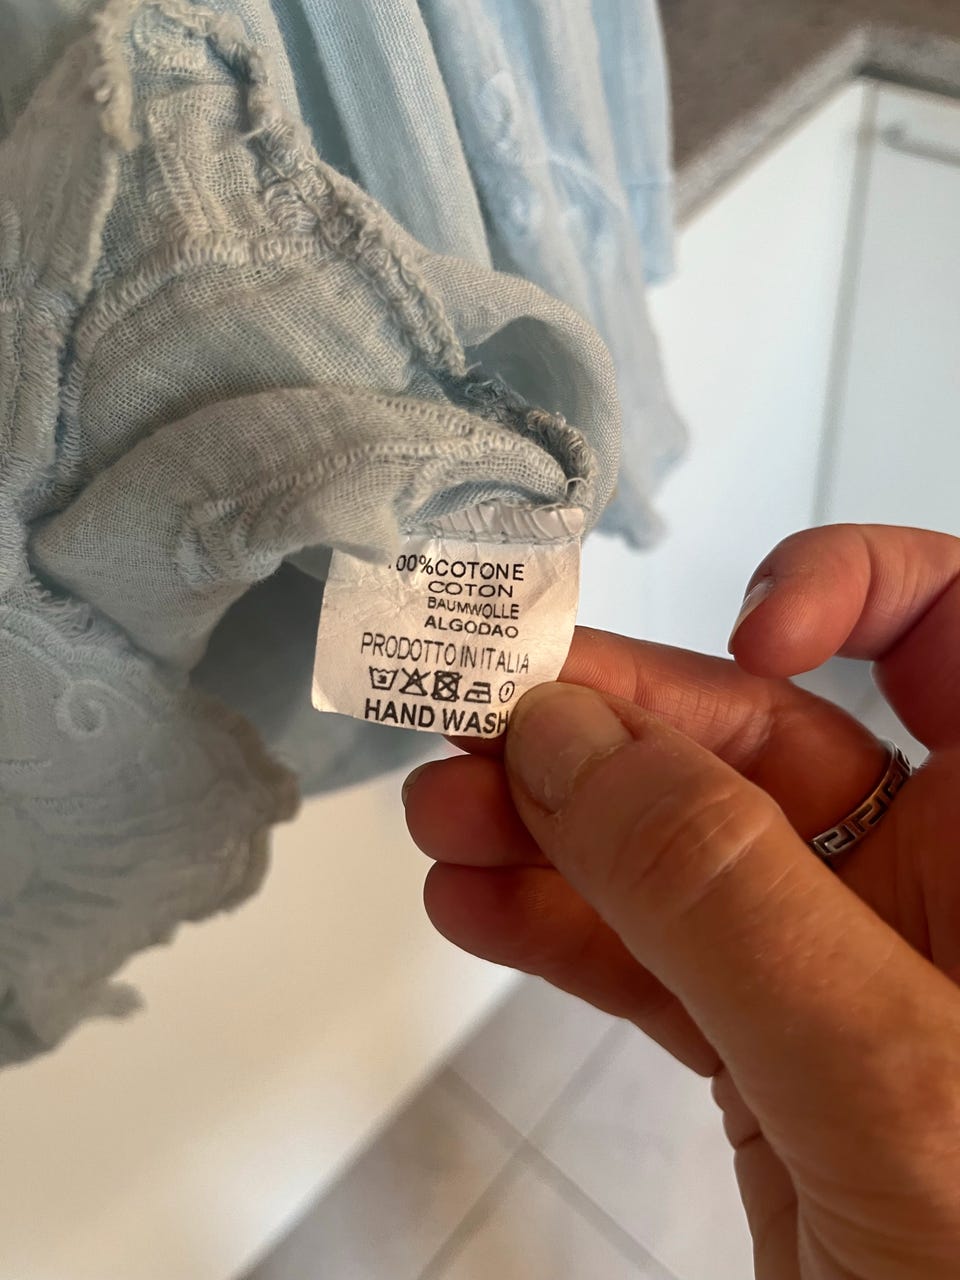 00%COTONE
COTON
BAUMWOLLE
ALGODAO
PRODOTTO IN ITALIA
HAND WASH